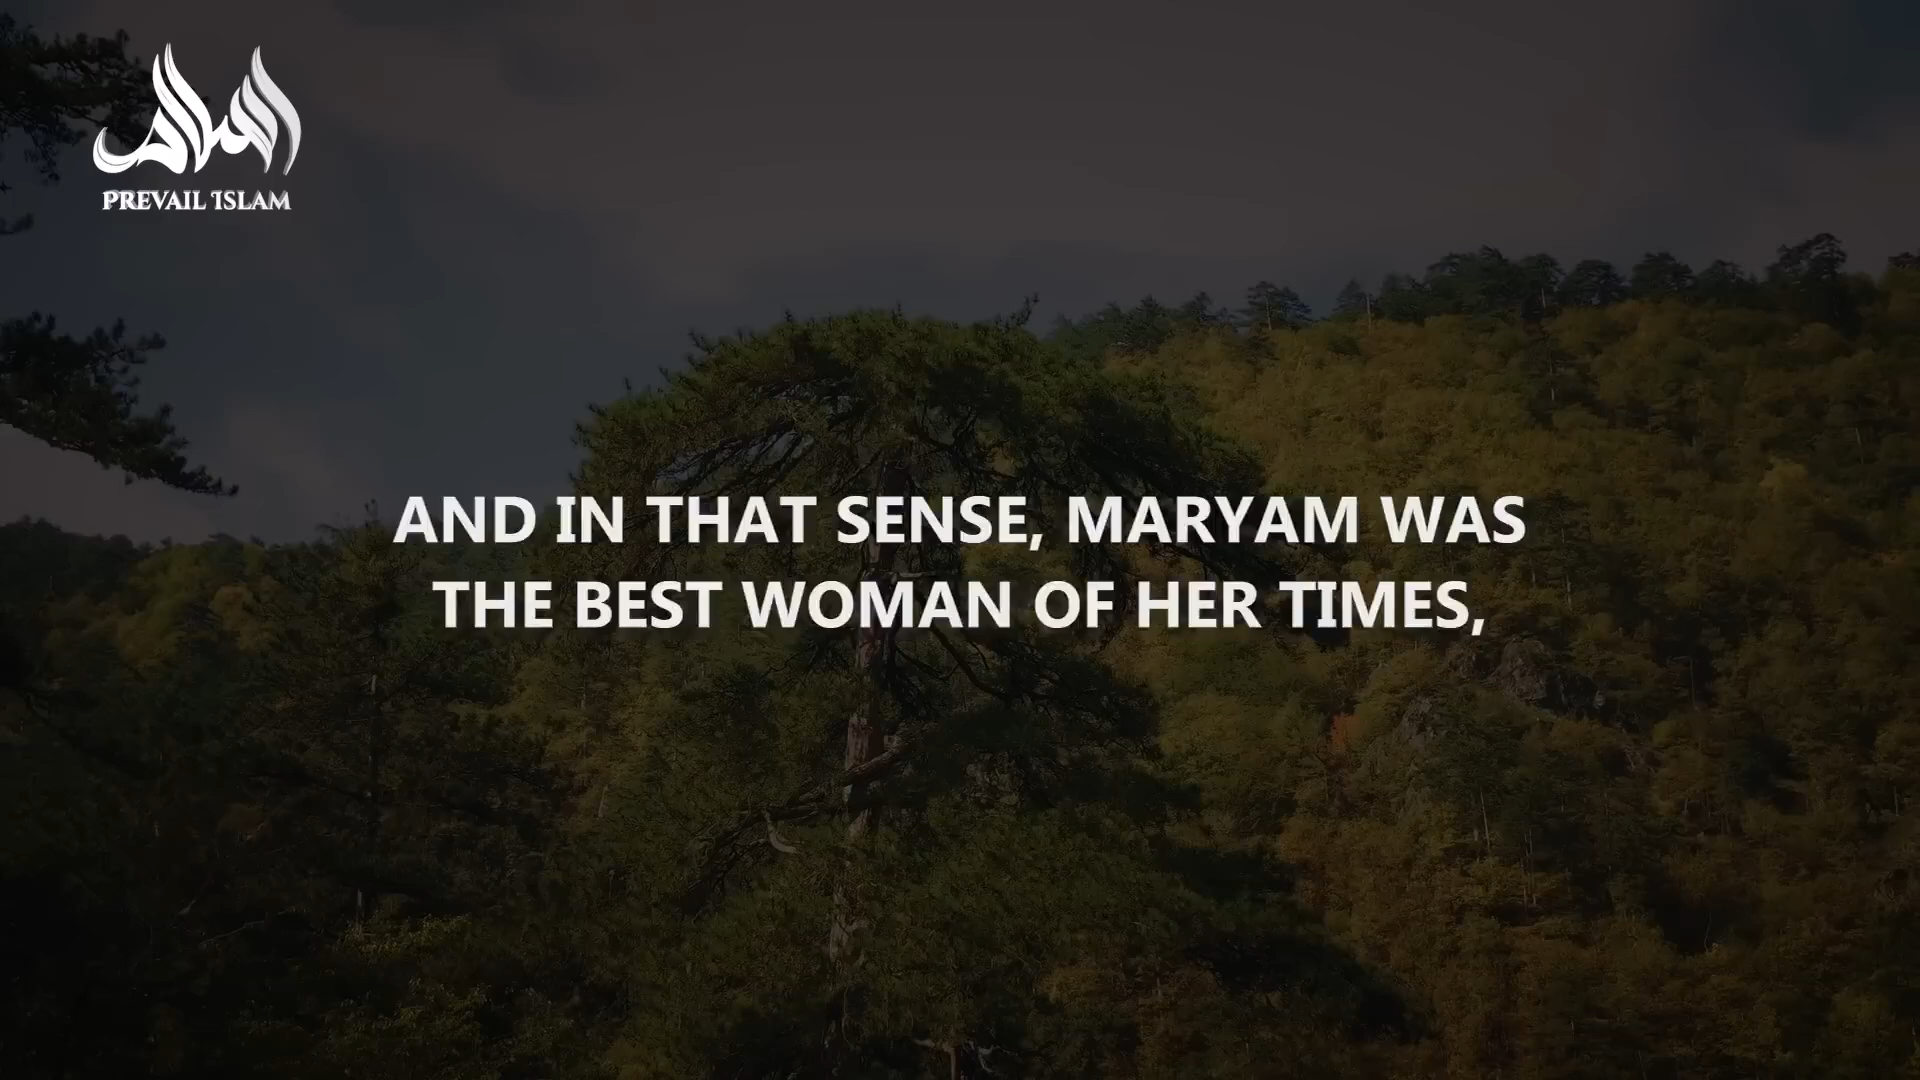 PREVAIL ISLAM
AND IN THAT SENSE, MARYAM WAS
THE BEST WOMAN OF HER TIMES,